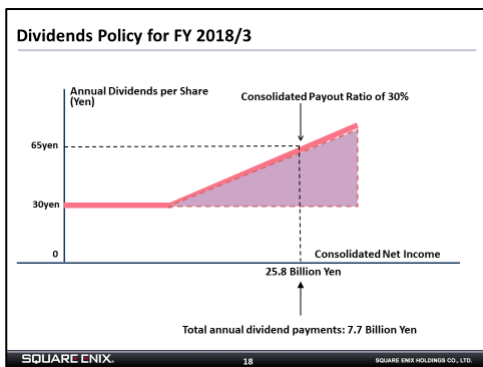 Dividends Policy for FY 2018/3
Annual Dividends per Share
(Yen)
Consolidated Payout Ratio of 30%
65yen
30yen
0
Consolidated Net Income
25.8 Billion Yen
Total annual dividend payments: 7.7 Billion Yen
SQUARE ENIX.
18
SQUARE ENIX HOLDINGS CO., LTD.